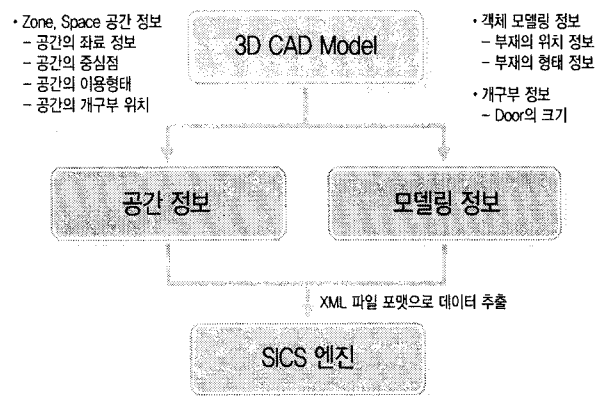 • Zone, Space 공간 정보
– 공간의 좌표 정보
– 공간의 중심점
– 공간의 이용형태
– 공간의 개구부 위치
3D CAD Model
• 객체 모델링 정보
– 부재의 위치 정보
– 부재의 형태 정보
• 개구부 정보
~ Door의 크기
공간 정보
모델링 정보
XML 파일 포맷으로 데이터 추출
SICS 엔진